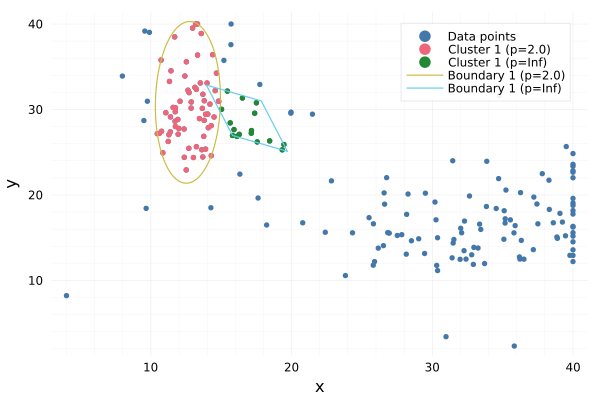 40
30
20
10
y
10
20
30
40
x
Data points
Cluster 1 (p=2.0)
Cluster 1 (p=Inf)
Boundary 1 (p=2.0)
Boundary 1 (p=Inf)